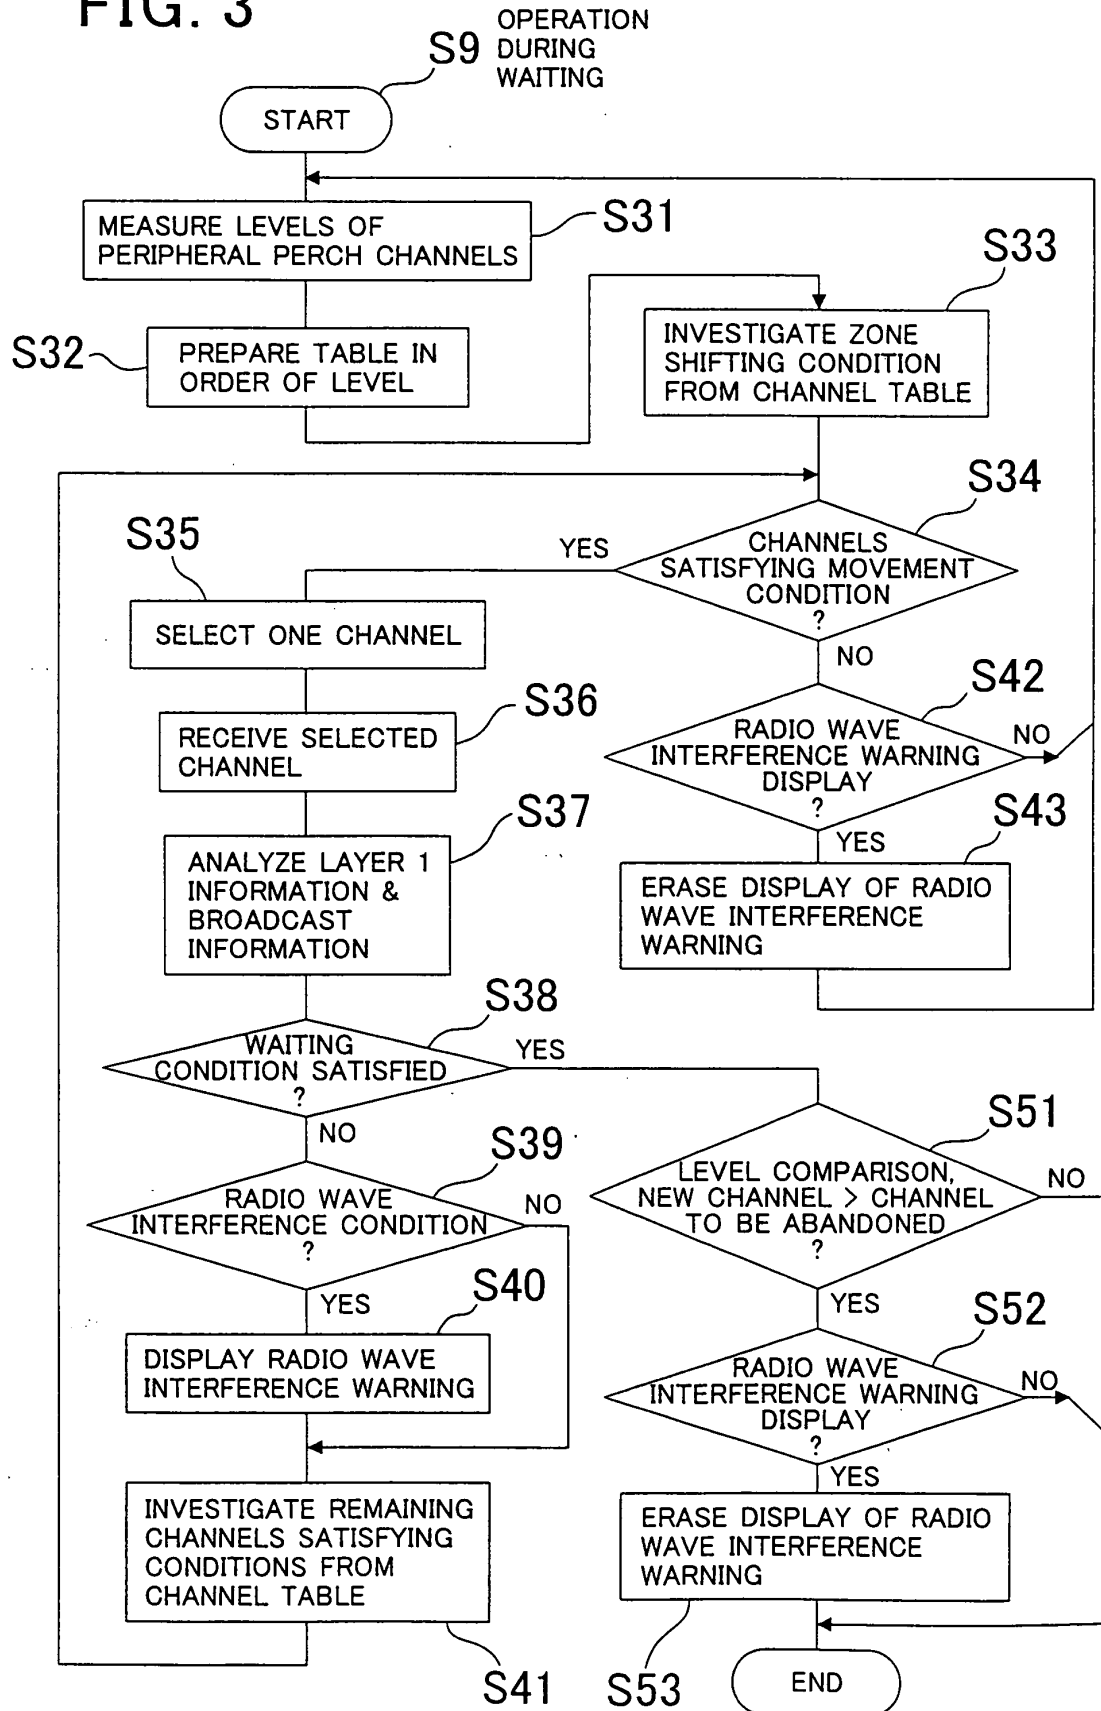 FIG. 3
S9
OPERATION
DURING
WAITING
START
MEASURE LEVELS OF
PERIPHERAL PERCH CHANNELS
S31
S32
PREPARE TABLE IN
ORDER OF LEVEL
S33
INVESTIGATE ZONE
SHIFTING CONDITION
FROM CHANNEL TABLE
S34
CHANNELS
SATISFYING MOVEMENT
CONDITION
?
YES
NO
S35
SELECT ONE CHANNEL
S36
RECEIVE SELECTED
CHANNEL
S37
ANALYZE LAYER 1
INFORMATION &
BROADCAST
INFORMATION
S42
RADIO WAVE
INTERFERENCE WARNING
DISPLAY
?
NO
YES
S43
ERASE DISPLAY OF RADIO
WAVE INTERFERENCE
WARNING
S38
WAITING
CONDITION SATISFIED
?
YES
NO
S39
RADIO WAVE
INTERFERENCE CONDITION
?
NO
YES
S40
DISPLAY RADIO WAVE
INTERFERENCE WARNING
INVESTIGATE REMAINING
CHANNELS SATISFYING
CONDITIONS FROM
CHANNEL TABLE
S41
S51
LEVEL COMPARISON,
NEW CHANNEL > CHANNEL
TO BE ABANDONED
?
NO
YES
S52
RADIO WAVE
INTERFERENCE WARNING
DISPLAY
?
NO
YES
ERASE DISPLAY OF RADIO
WAVE INTERFERENCE
WARNING
S53
END